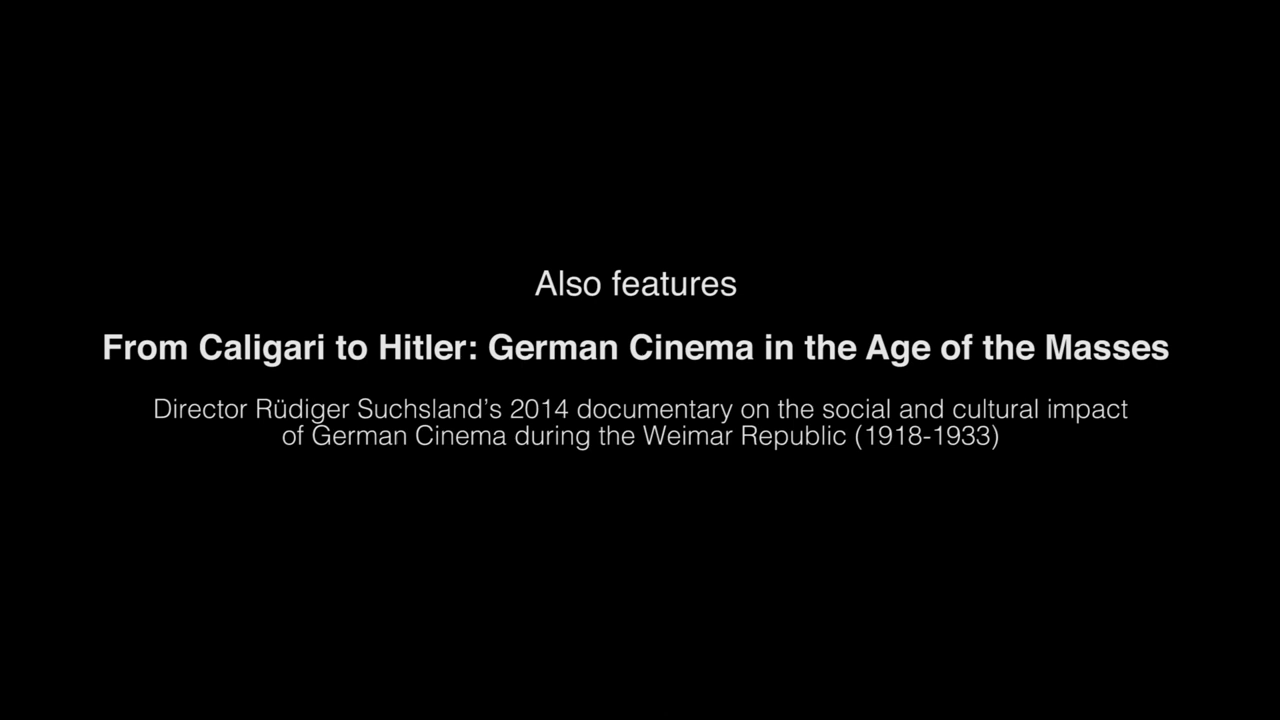 Also features
From Caligari to Hitler: German Cinema in the Age of the Masses
Director Rüdiger Suchsland’s 2014 documentary on the social and cultural impact
of German Cinema during the Weimar Republic (1918-1933)